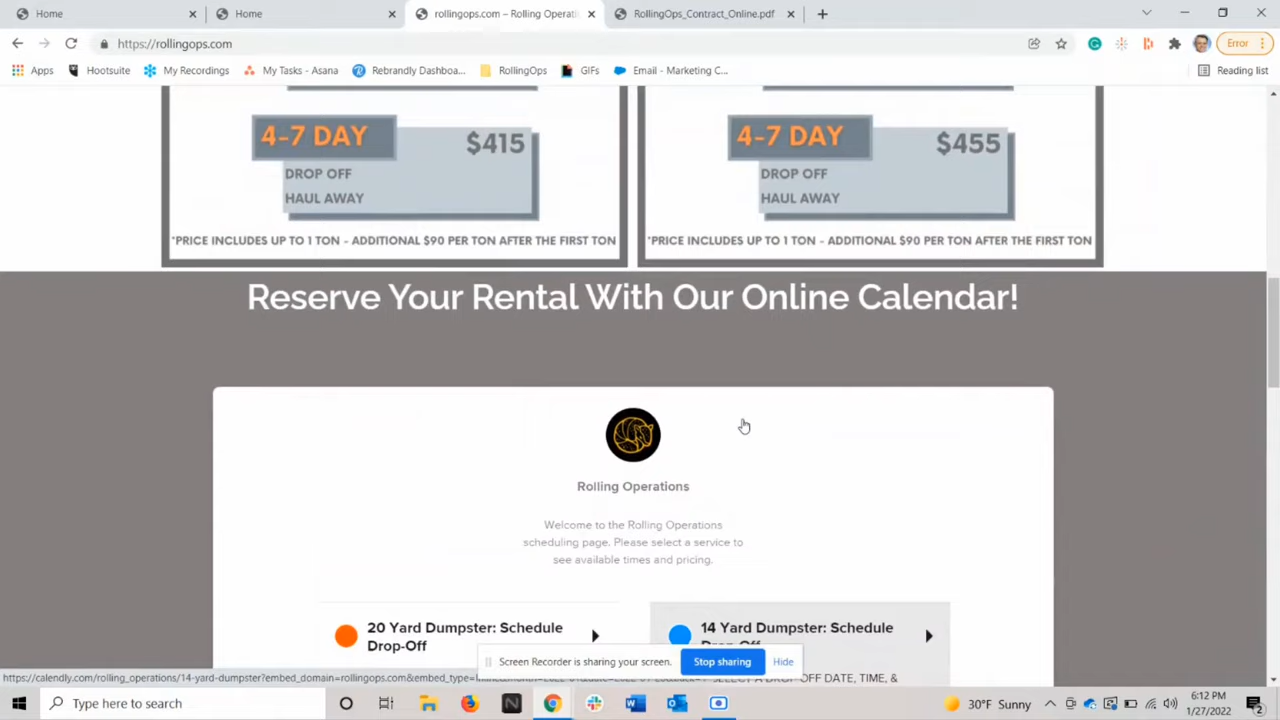 Home
Home
rollingops.com – Rolling Operati
RollingOps_Contract_Online.pdf
https://rollingops.com
Error
Apps
Hootsuite
My Recordings
My Tasks - Asana
Rebrandly Dashboa...
RollingOps
GIFs
Email - Marketing C...
Reading list
4-7 DAY
$415
DROP OFF
HAUL AWAY
*PRICE INCLUDES UP TO 1 TON - ADDITIONAL $90 PER TON AFTER THE FIRST TON
4-7 DAY
$455
DROP OFF
HAUL AWAY
*PRICE INCLUDES UP TO 1 TON - ADDITIONAL $90 PER TON AFTER THE FIRST TON
Reserve Your Rental With Our Online Calendar!
Rolling Operations
Welcome to the Rolling Operations
scheduling page. Please select a service to
see available times and pricing.
20 Yard Dumpster: Schedule
Drop-Off
14 Yard Dumpster: Schedule
Screen Recorder is sharing your screen.
Stop sharing
Hide
DATE, TIME, &
Type here to search
30°F Sunny
6:12 PM
1/27/2022
2